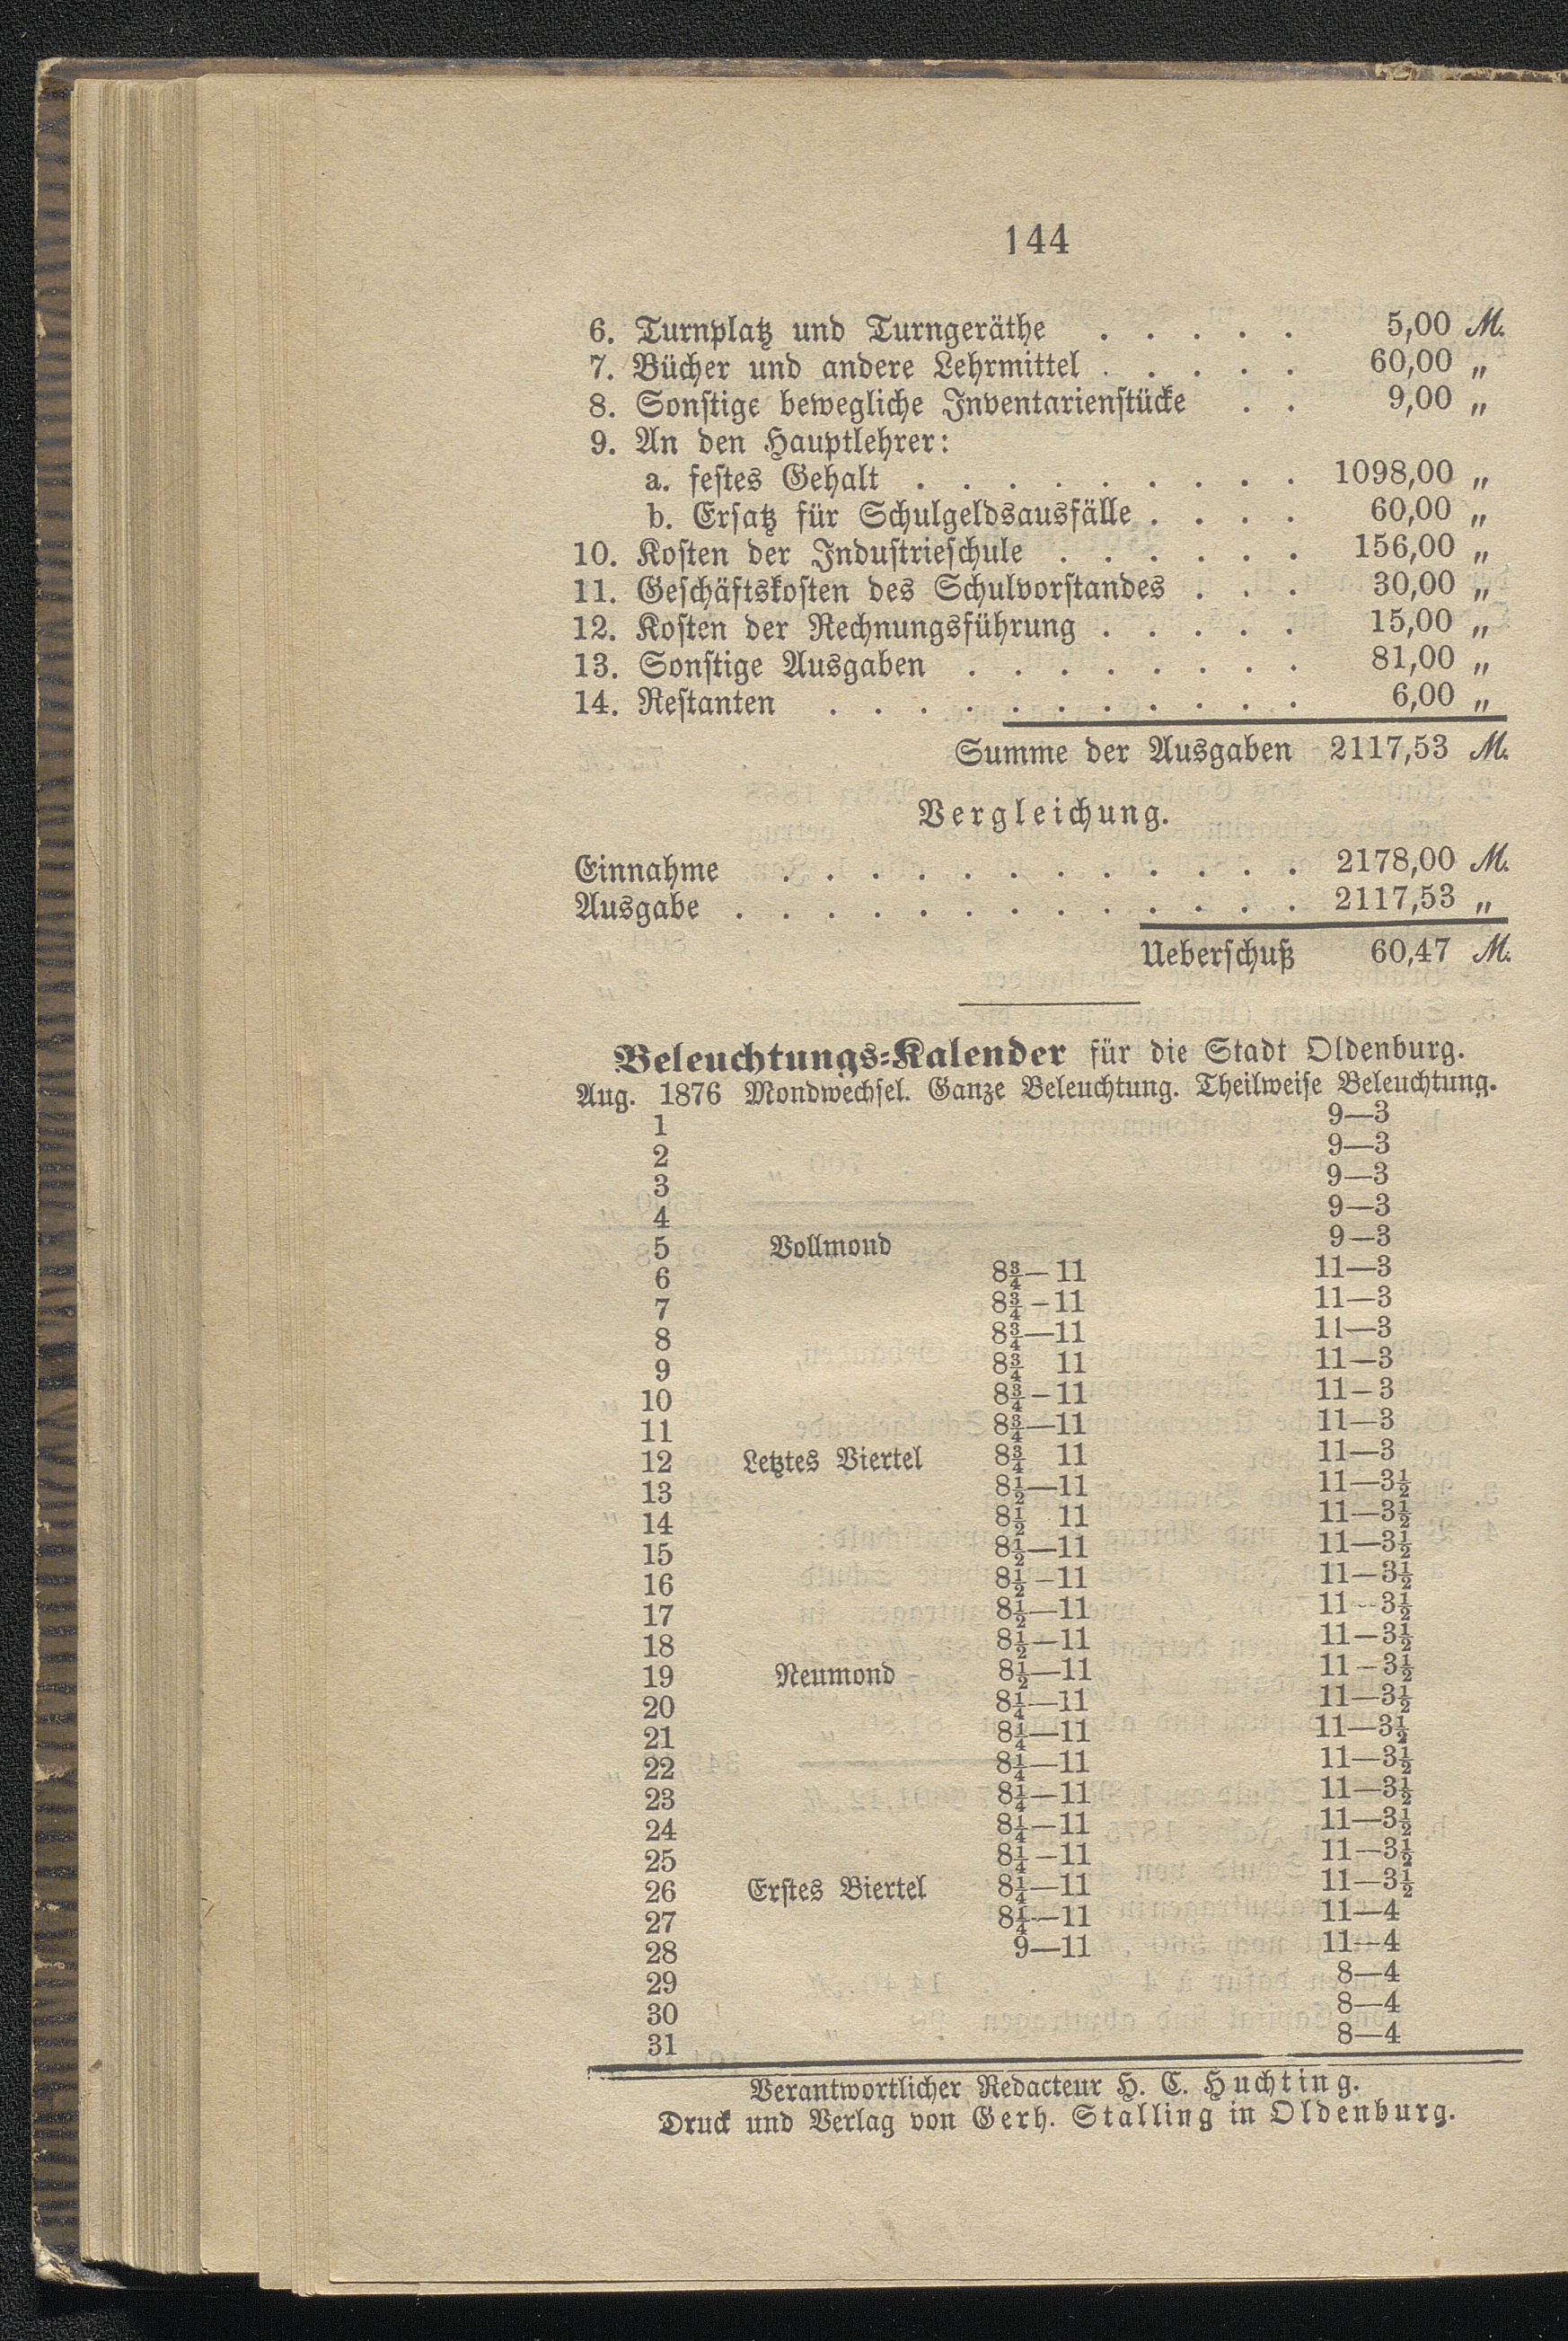 144
6. Turnplatz und Turngeräthe . . . . . 5,00 M.
7. Bücher und andere Lehrmittel . . . . . 60,00 „
8. Sonstige bewegliche Inventarienstücke . . 9,00 „
9. An den Hauptlehrer:
a. festes Gehalt . . . . . . . . . 1098,00 „
b. Ersatz für Schulgeldsausfälle . . . . 60,00 „
10. Kosten der Industrieschule . . . . . . 156,00 „
11. Geschäftskosten des Schulvorstandes . . . 30,00 „
12. Kosten der Rechnungsführung . . . . . 15,00 „
13. Sonstige Ausgaben . . . . . . . . 81,00 „
14. Restanten . . . . . . . . . . . 6,00 „
Summe der Ausgaben 2117,53 M.
Vergleichung.
Einnahme . . . . . . . . . . . . 2178,00 M.
Ausgabe . . . . . . . . . . . . . 2117,53 „
Ueberschuß 60,47 M.
Beleuchtungs-Kalender für die Stadt Oldenburg.
Aug. 1876 Mondwechsel. Ganze Beleuchtung. Theilweise Beleuchtung.
1 9—3
2 9—3
3 9—3
4 9—3
5 Vollmond 9—3
6 8¾—11 11—3
7 8¾–11 11—3
8 8¾—11 11—3
9 8¾ 11 11—3
10 8¾–11 11–3
11 8¾—11 11—3
12 Letztes Viertel 8¾ 11 11—3
13 8½—11 11—3½
14 8½ 11 11—3½
15 8½—11 11—3½
16 8½–11 11—3½
17 8½—11 11–3½
18 8½—11 11—3½
19 Neumond 8½—11 11–3½
20 8¼—11 11—3½
21 8¼—11 11—3½
22 8¼—11 11—3½
23 8¼—11 11—3½
24 8¼—11 11—3½
25 8¼–11 11—3½
26 Erstes Viertel 8¼—11 11—3½
27 8¼—11 11—4
28 9—11 11—4
29 8—4
30 8—4
31 8—4
Verantwortlicher Redacteur H. C. Huchting.
Druck und Verlag von Gerh. Stalling in Oldenburg.